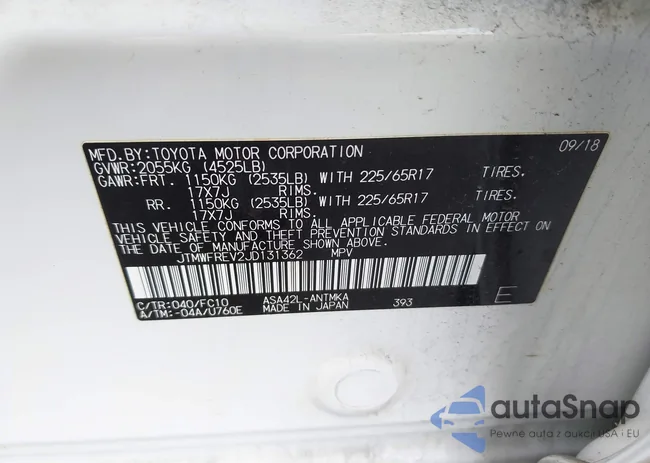 MFD.BY:TOYOTA MOTOR CORPORATION 09/18
GVWR:2055KG (4525LB)
GAWR:FRT. 1150KG (2535LB) WITH 225/65R17 TIRES.
17X7J RIMS.
RR. 1150KG (2535LB) WITH 225/65R17 TIRES.
17X7J RIMS.
THIS VEHICLE CONFORMS TO ALL APPLICABLE FEDERAL MOTOR
VEHICLE SAFETY AND THEFT PREVENTION STANDARDS IN EFFECT ON
THE DATE OF MANUFACTURE SHOWN ABOVE.
JTMWFREV2JD131362 MPV
C/TR:040/FC10 ASA42L-ANTMKA 393 E
A/TM:-04A/U760E MADE IN JAPAN
autoSnap
Pewne auta z aukcji USA i EU